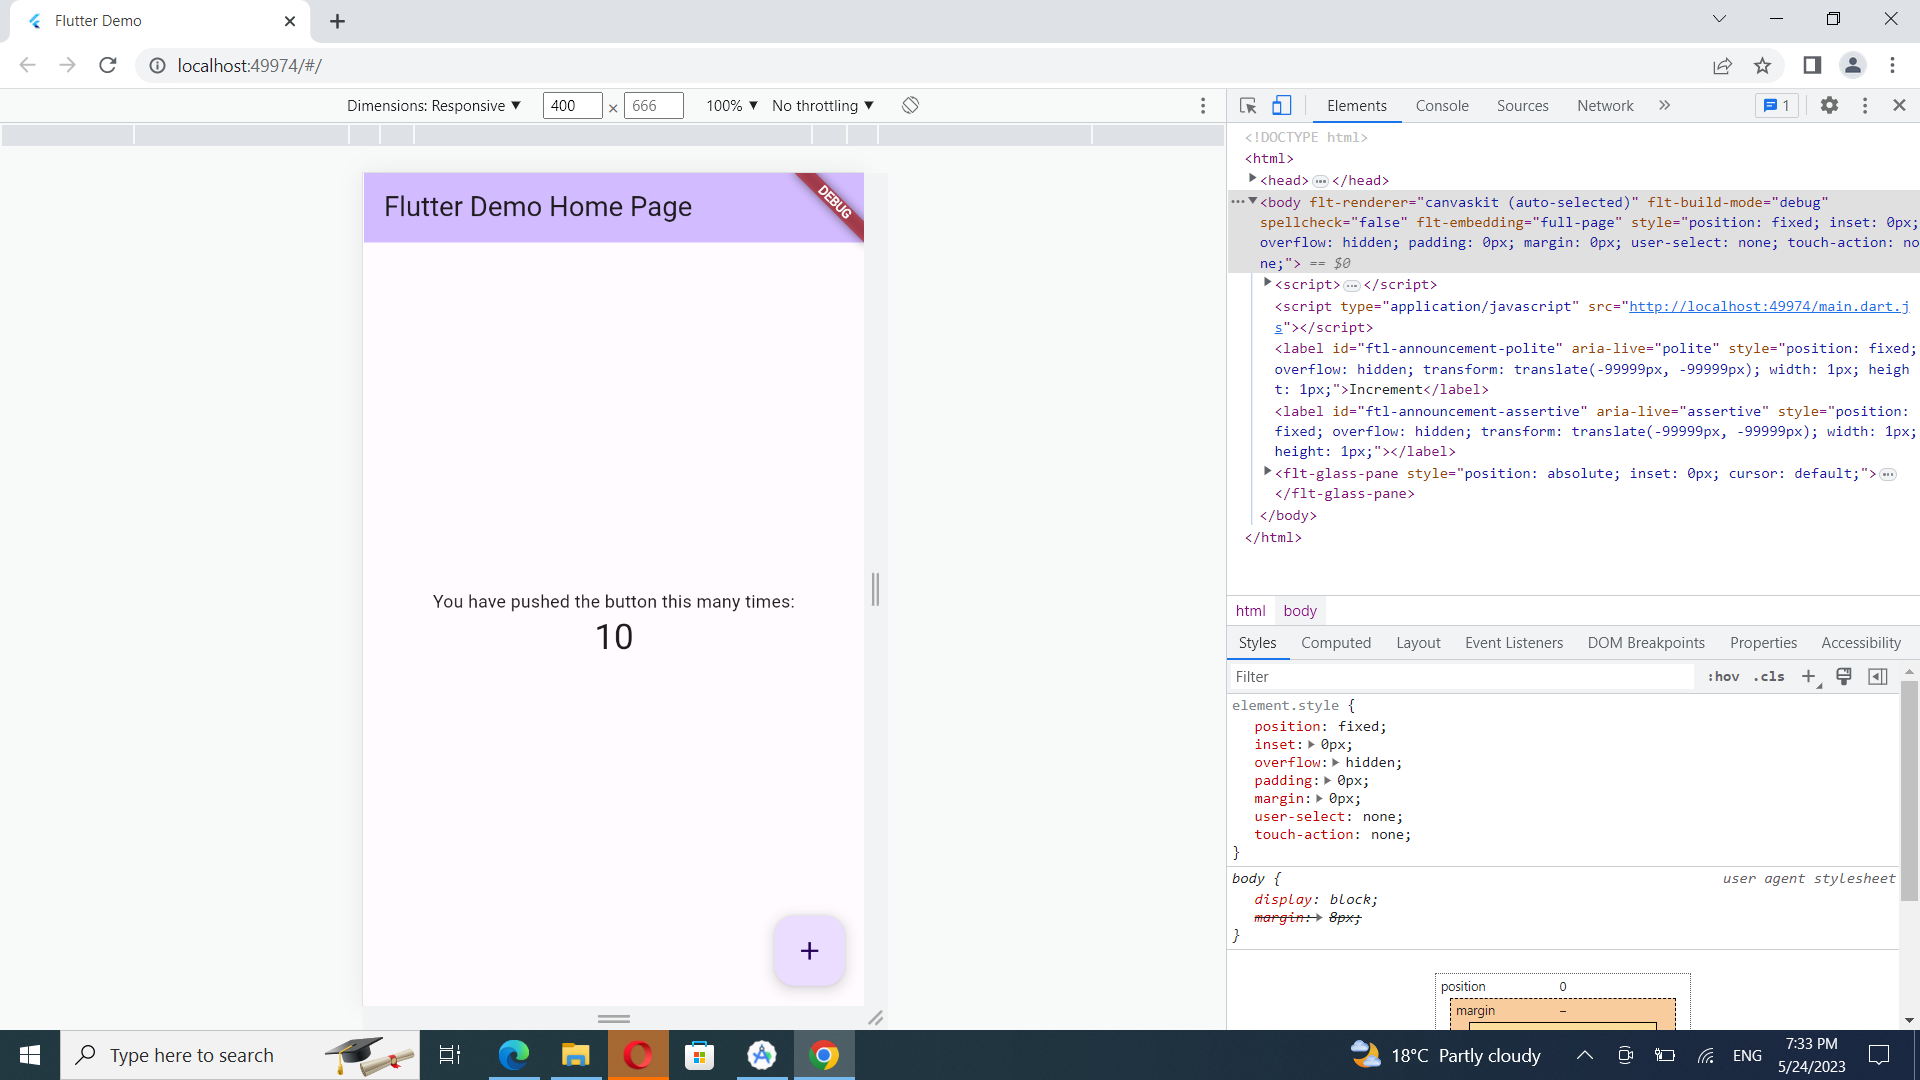 Flutter Demo
localhost:49974/#/
Dimensions: Responsive ▼ 400 × 666 100% ▼ No throttling ▼
Elements Console Sources Network » 1
Flutter Demo Home Page
DEBUG
You have pushed the button this many times:
10
+
<!DOCTYPE html>
<html>
<head>…</head>
<body flt-renderer="canvaskit (auto-selected)" flt-build-mode="debug"
spellcheck="false" flt-embedding="full-page" style="position: fixed; inset: 0px;
overflow: hidden; padding: 0px; margin: 0px; user-select: none; touch-action: no
ne;"> == $0
<script>…</script>
<script type="application/javascript" src="http://localhost:49974/main.dart.j
s"></script>
<label id="ftl-announcement-polite" aria-live="polite" style="position: fixed;
overflow: hidden; transform: translate(-99999px, -99999px); width: 1px; heigh
t: 1px;">Increment</label>
<label id="ftl-announcement-assertive" aria-live="assertive" style="position:
fixed; overflow: hidden; transform: translate(-99999px, -99999px); width: 1px;
height: 1px;"></label>
<flt-glass-pane style="position: absolute; inset: 0px; cursor: default;">…
</flt-glass-pane>
</body>
</html>
html body
Styles Computed Layout Event Listeners DOM Breakpoints Properties Accessibility
Filter :hov .cls +
element.style {
position: fixed;
inset: 0px;
overflow: hidden;
padding: 0px;
margin: 0px;
user-select: none;
touch-action: none;
}
body { user agent stylesheet
display: block;
margin: 8px;
}
position 0
margin –
Type here to search
18°C Partly cloudy
ENG
7:33 PM
5/24/2023